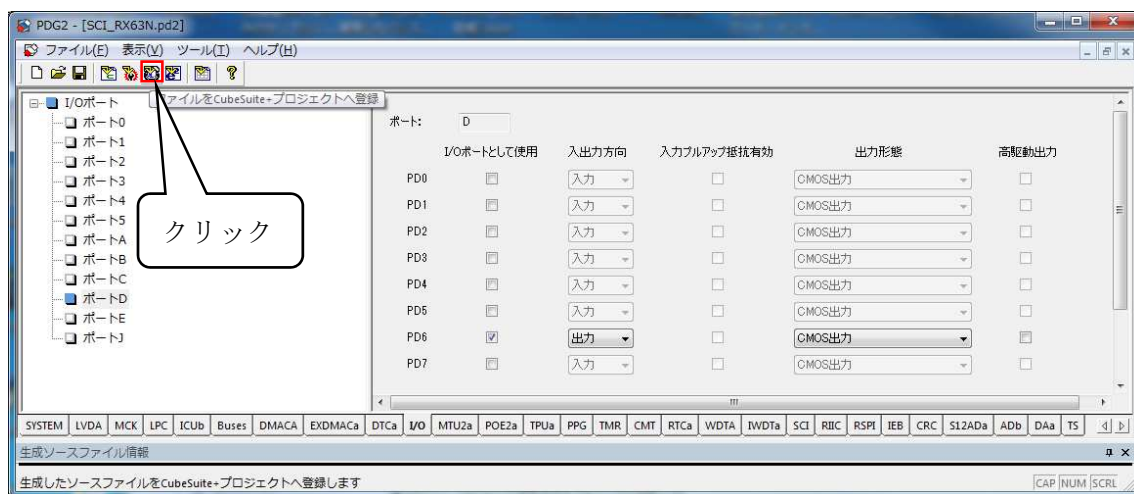 PDG2 - [SCI_RX63N.pd2]
ファイル(F) 表示(V) ツール(T) ヘルプ(H)
ファイルをCubeSuite+プロジェクトへ登録
I/Oポート
ポート0
ポート1
ポート2
ポート3
ポート4
ポート5
ポートA
ポートB
ポートC
ポートD
ポートE
ポートJ
クリック
ポート: D
I/Oポートとして使用 入出力方向 入力プルアップ抵抗有効 出力形態 高駆動出力
PD0 入力 CMOS出力
PD1 入力 CMOS出力
PD2 入力 CMOS出力
PD3 入力 CMOS出力
PD4 入力 CMOS出力
PD5 入力 CMOS出力
PD6 出力 CMOS出力
PD7 入力 CMOS出力
SYSTEM LVDA MCK LPC ICUb Buses DMACA EXDMACa DTCa I/O MTU2a POE2a TPUa PPG TMR CMT RTCa WDTA IWDTa SCI RIIC RSPI IEB CRC S12ADa ADb DAa TS
生成ソースファイル情報
生成したソースファイルをCubeSuite+プロジェクトへ登録します CAP NUM SCRL